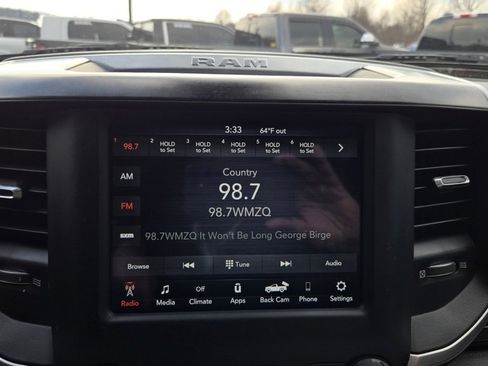 RAM
3:33 64°F out
1 98.7 2 HOLD to Set 3 HOLD to Set 4 HOLD to Set 5 HOLD to Set 6 HOLD to Set
AM
FM
sxm
Country
98.7
98.7WMZQ
98.7WMZQ It Won't Be Long George Birge
Browse Tune Audio
Off
Radio Media Climate Apps Back Cam Phone Settings